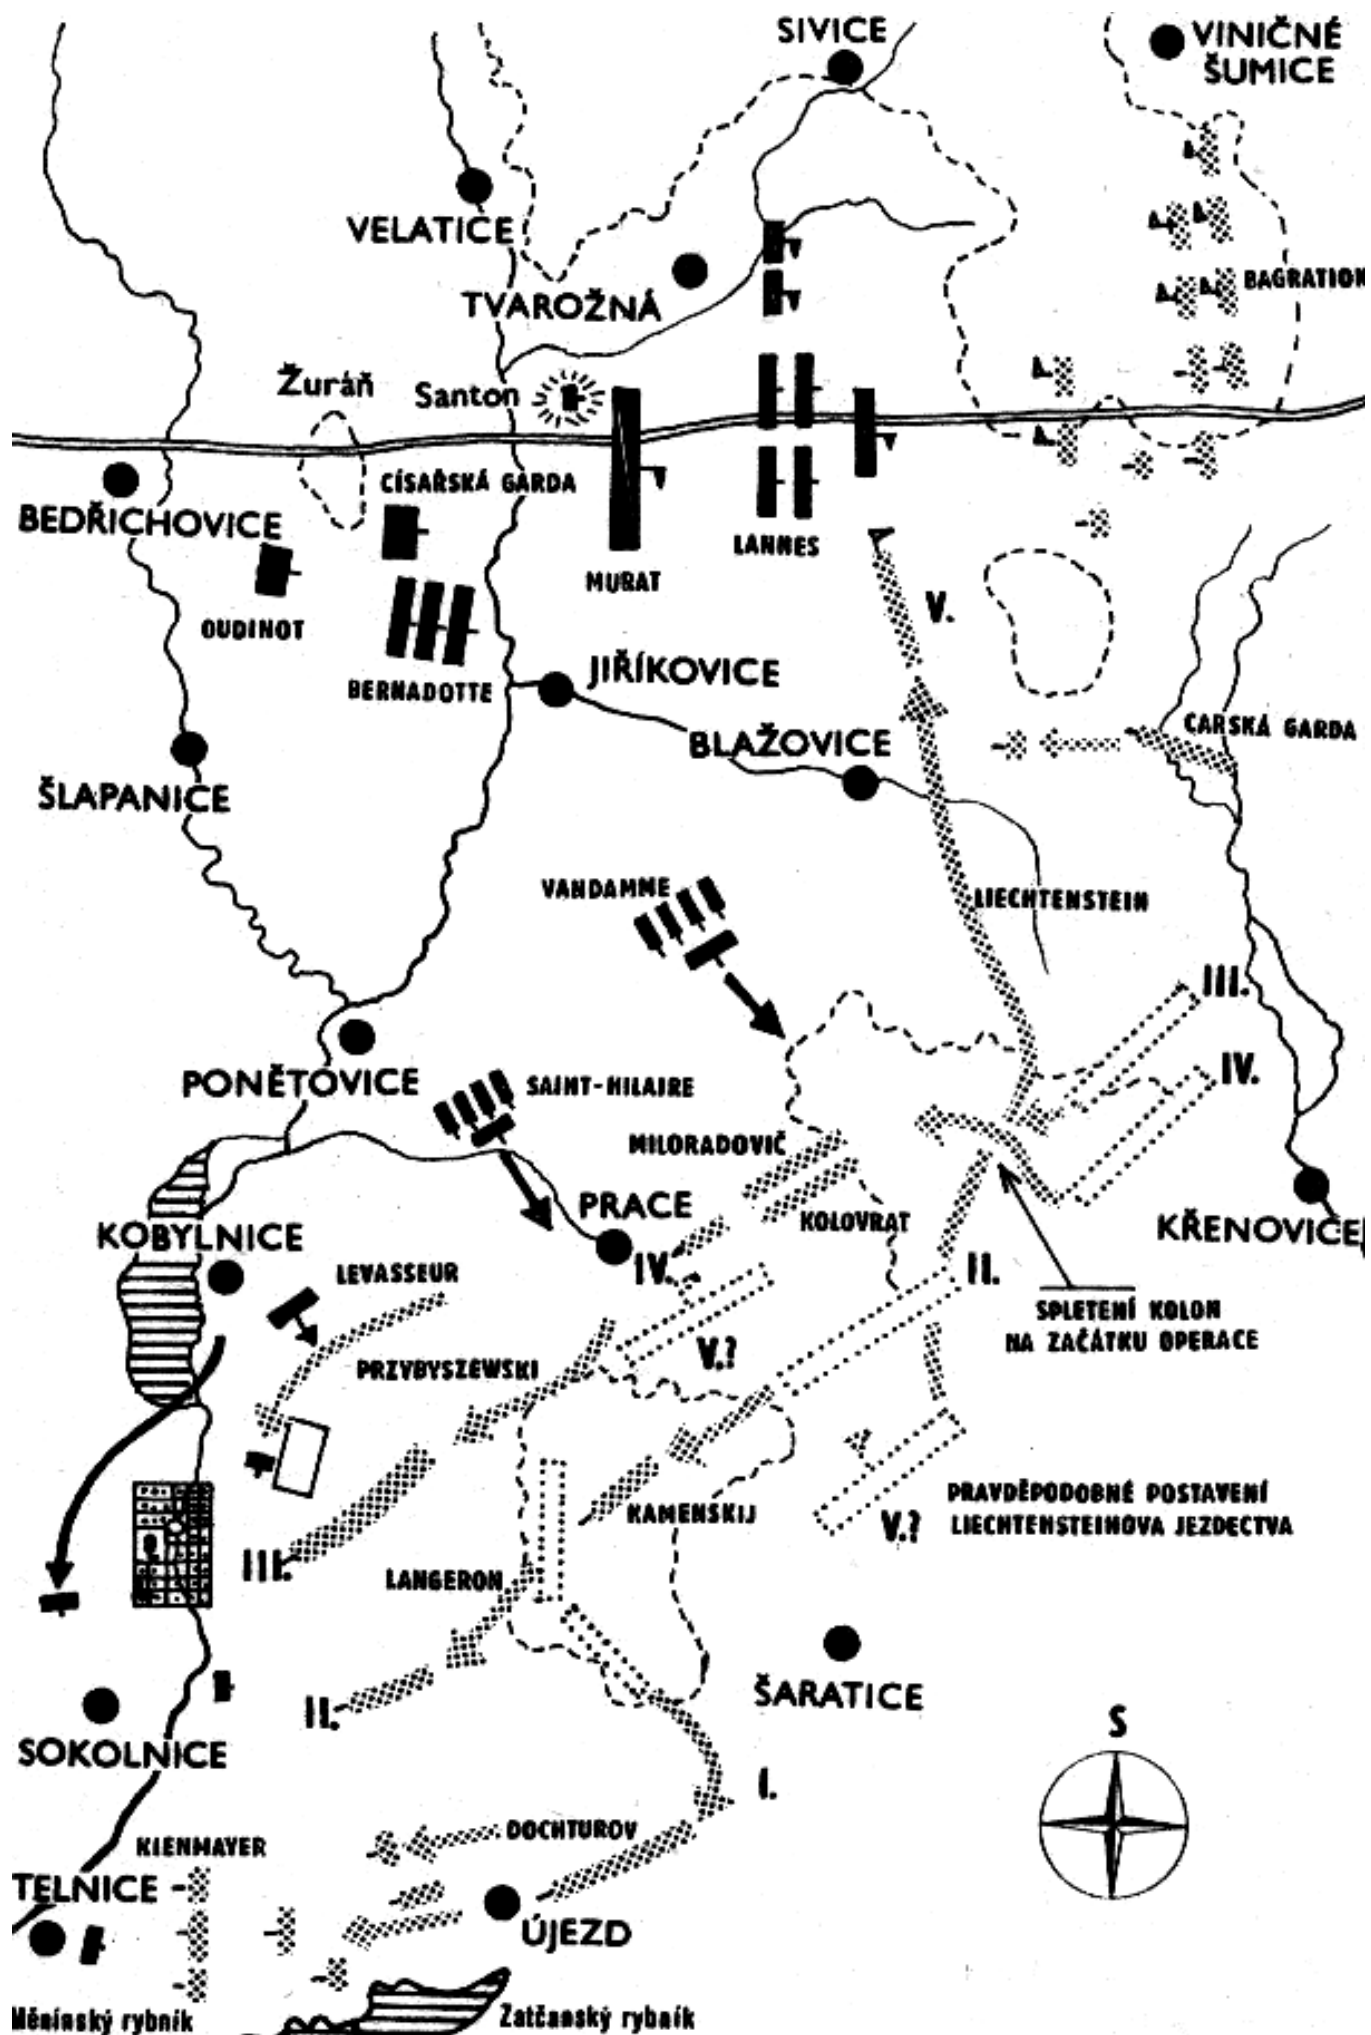 SIVICE
VINIČNÉ
ŠUMICE
VELATICE
TVAROŽNÁ
BAGRATION
Žuráň
Santon
CÍSAŘSKÁ GARDA
BEDŘICHOVICE
LANNES
MURAT
OUDINOT
V.
JIŘÍKOVICE
BERNADOTTE
CARSKÁ GARDA
BLAŽOVICE
ŠLAPANICE
VANDAMME
LIECHTENSTEIN
III.
IV.
PONĚTOVICE
SAINT-HILAIRE
MILORADOVIČ
PRACE
KOLOVRAT
KŘENOVICE
KOBYLNICE
LEVASSEUR
IV.
II.
SPLETENÍ KOLON
NA ZAČÁTKU OPERACE
V.?
PRZYBYSZEWSKI
PRAVDĚPODOBNÉ POSTAVENÍ
LIECHTENSTEINOVA JEZDECTVA
KAMENSKIJ
V.?
III.
LANGERON
ŠARATICE
II.
S
SOKOLNICE
I.
DOCHTUROV
KIENMAYER
TELNICE
ÚJEZD
Měnínský rybník
Zatčanský rybník